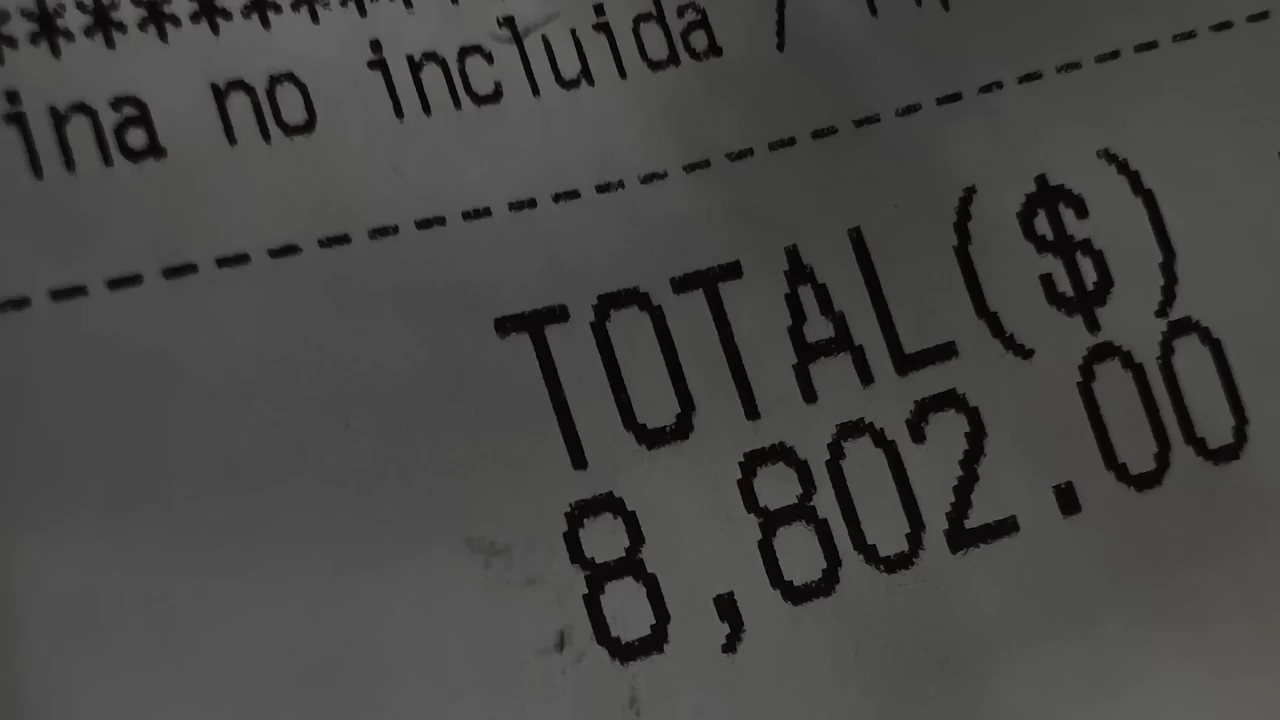 **********
ina no incluida /
TOTAL($)
8,802.00